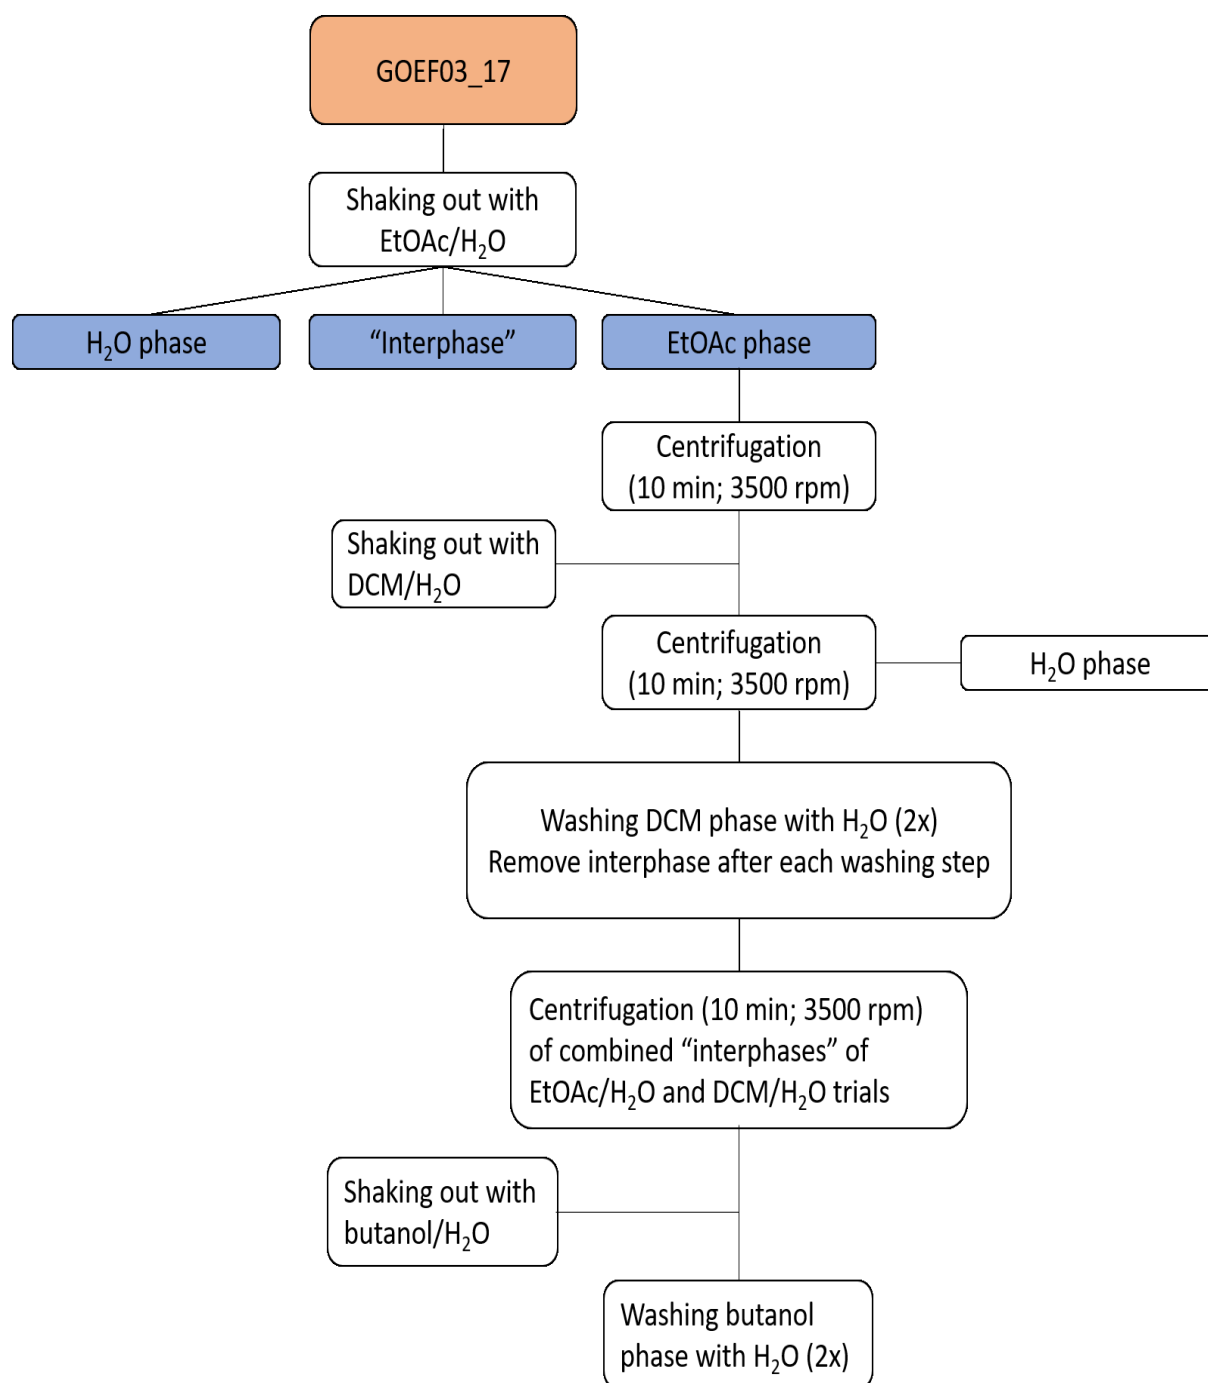 GOEF03_17
Shaking out with
EtOAc/H₂O
H₂O phase
“Interphase”
EtOAc phase
Centrifugation
(10 min; 3500 rpm)
Shaking out with
DCM/H₂O
Centrifugation
(10 min; 3500 rpm)
H₂O phase
Washing DCM phase with H₂O (2x)
Remove interphase after each washing step
Centrifugation (10 min; 3500 rpm)
of combined “interphases” of
EtOAc/H₂O and DCM/H₂O trials
Shaking out with
butanol/H₂O
Washing butanol
phase with H₂O (2x)